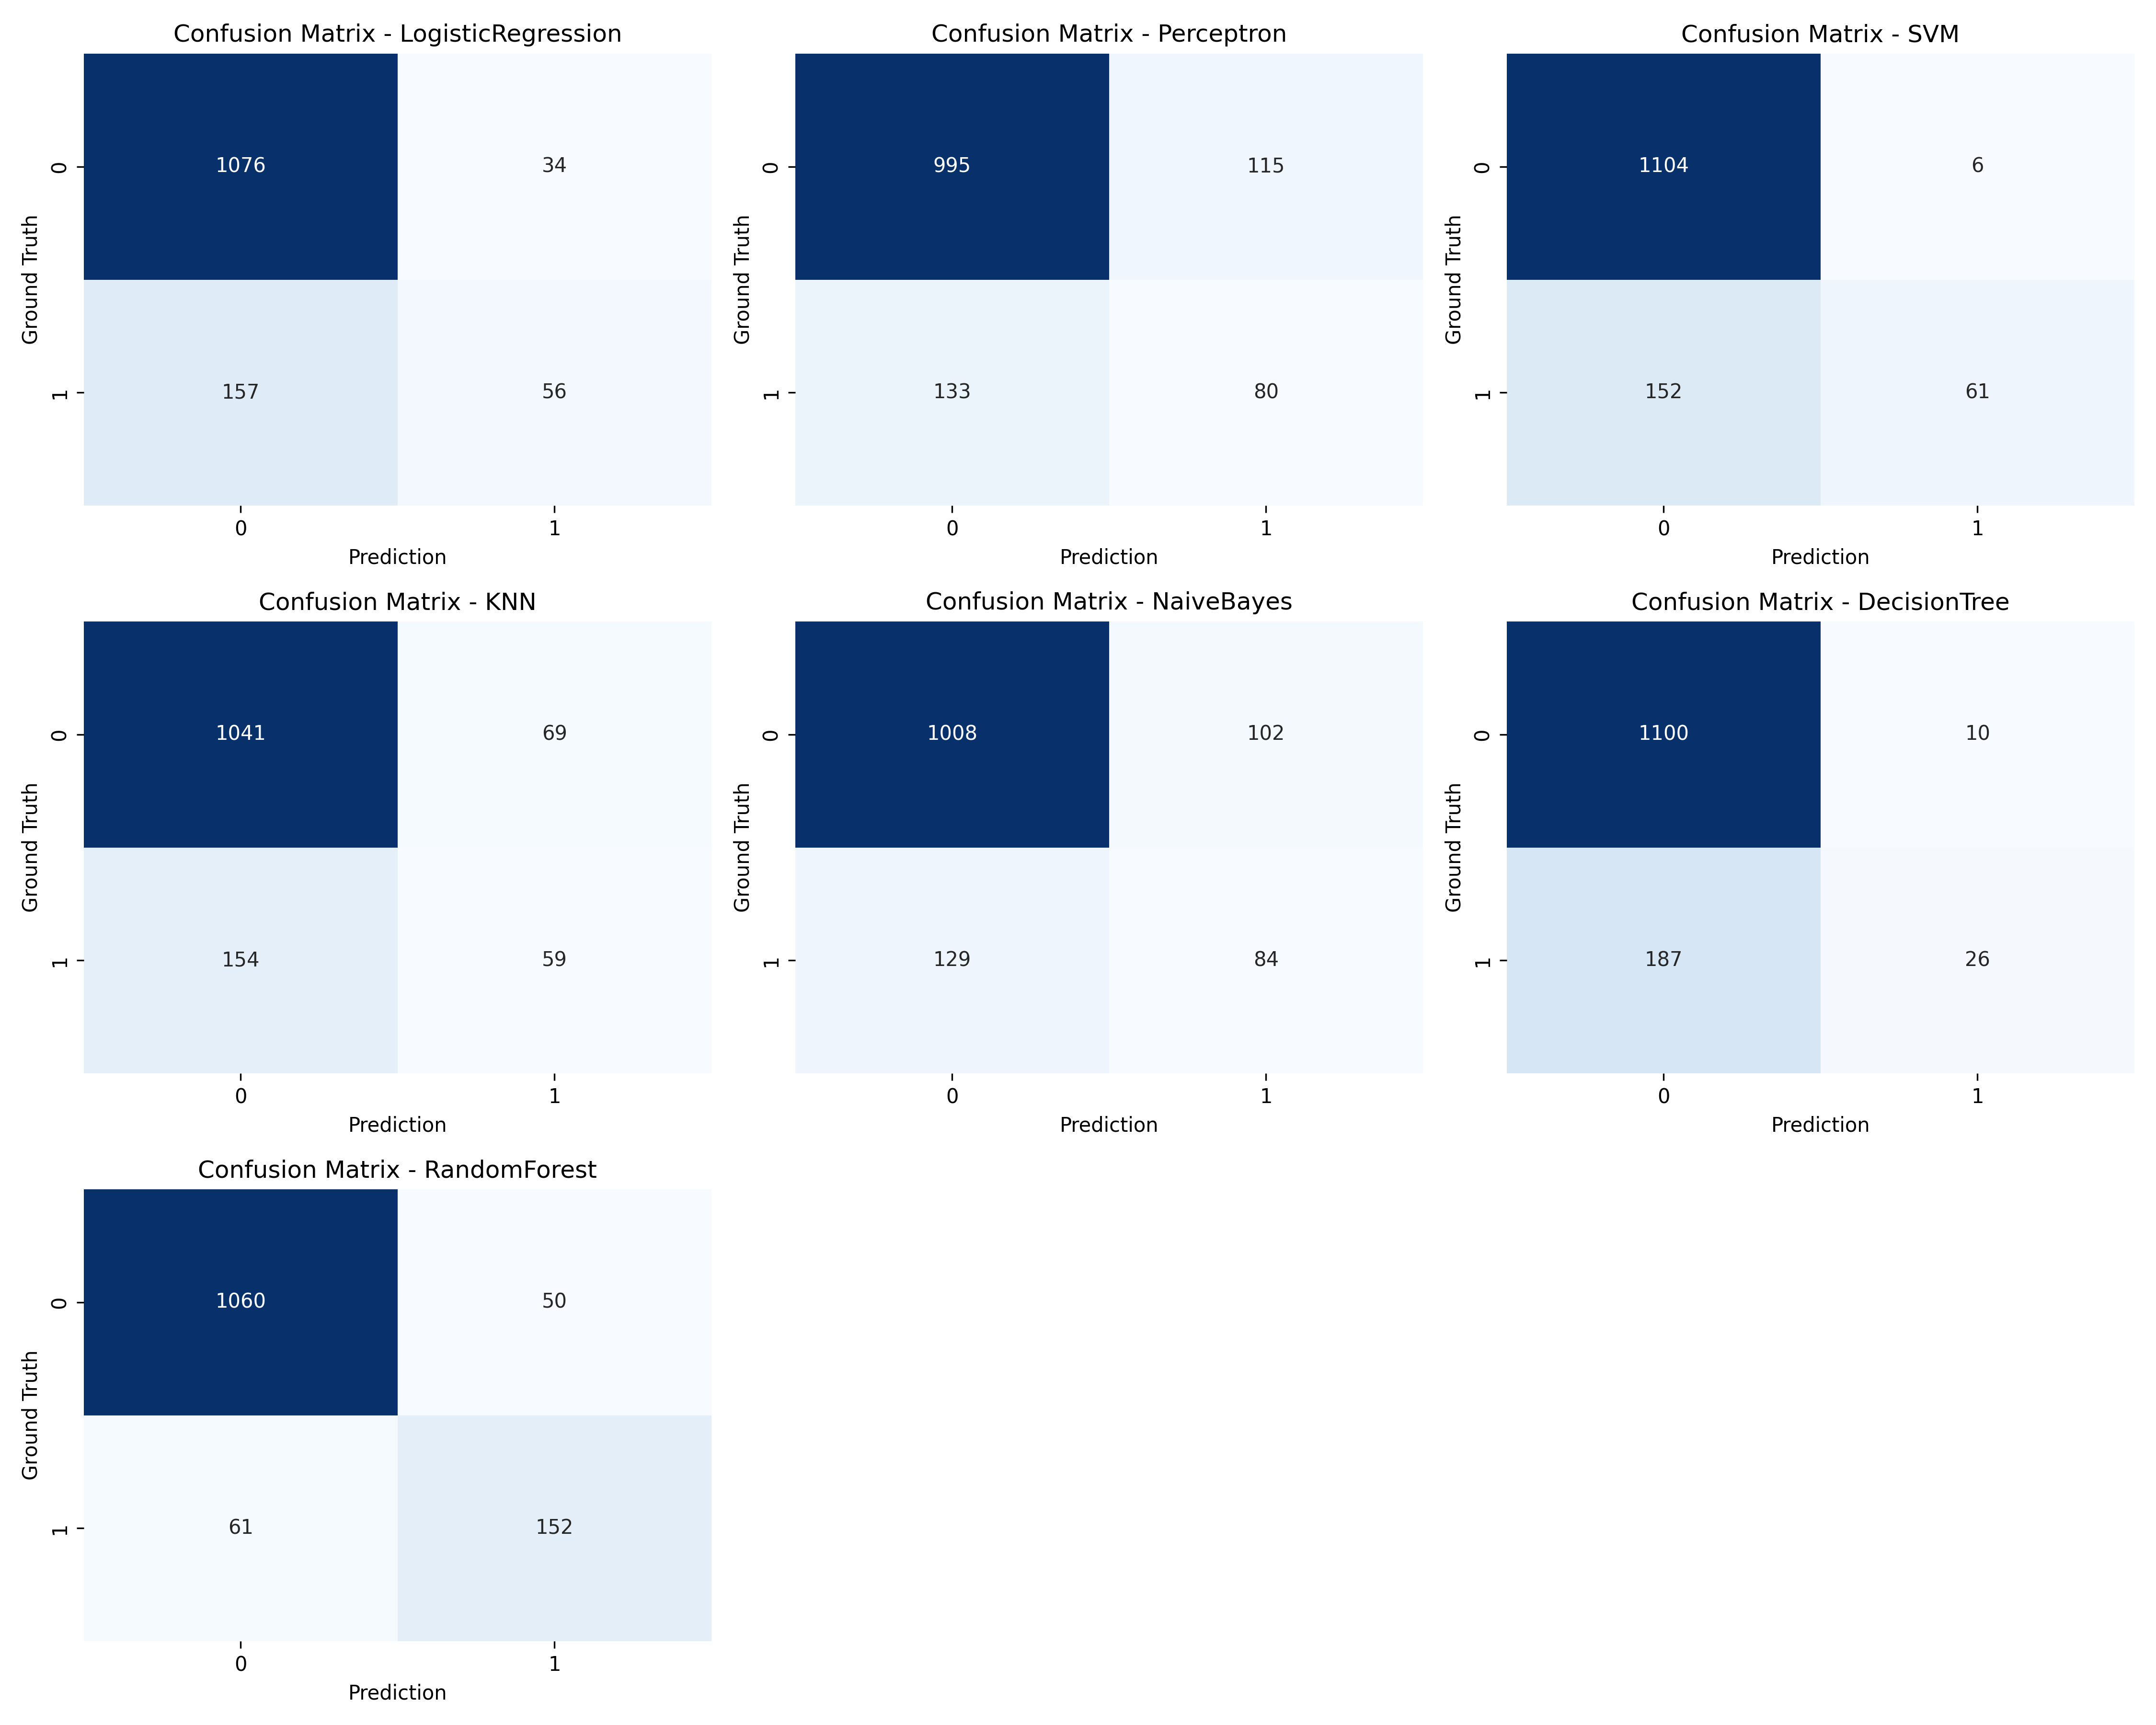 Confusion Matrix - LogisticRegression
Ground Truth
0
1076
34
1
157
56
0
1
Prediction
Confusion Matrix - Perceptron
Ground Truth
0
995
115
1
133
80
0
1
Prediction
Confusion Matrix - SVM
Ground Truth
0
1104
6
1
152
61
0
1
Prediction
Confusion Matrix - KNN
Ground Truth
0
1041
69
1
154
59
0
1
Prediction
Confusion Matrix - NaiveBayes
Ground Truth
0
1008
102
1
129
84
0
1
Prediction
Confusion Matrix - DecisionTree
Ground Truth
0
1100
10
1
187
26
0
1
Prediction
Confusion Matrix - RandomForest
Ground Truth
0
1060
50
1
61
152
0
1
Prediction